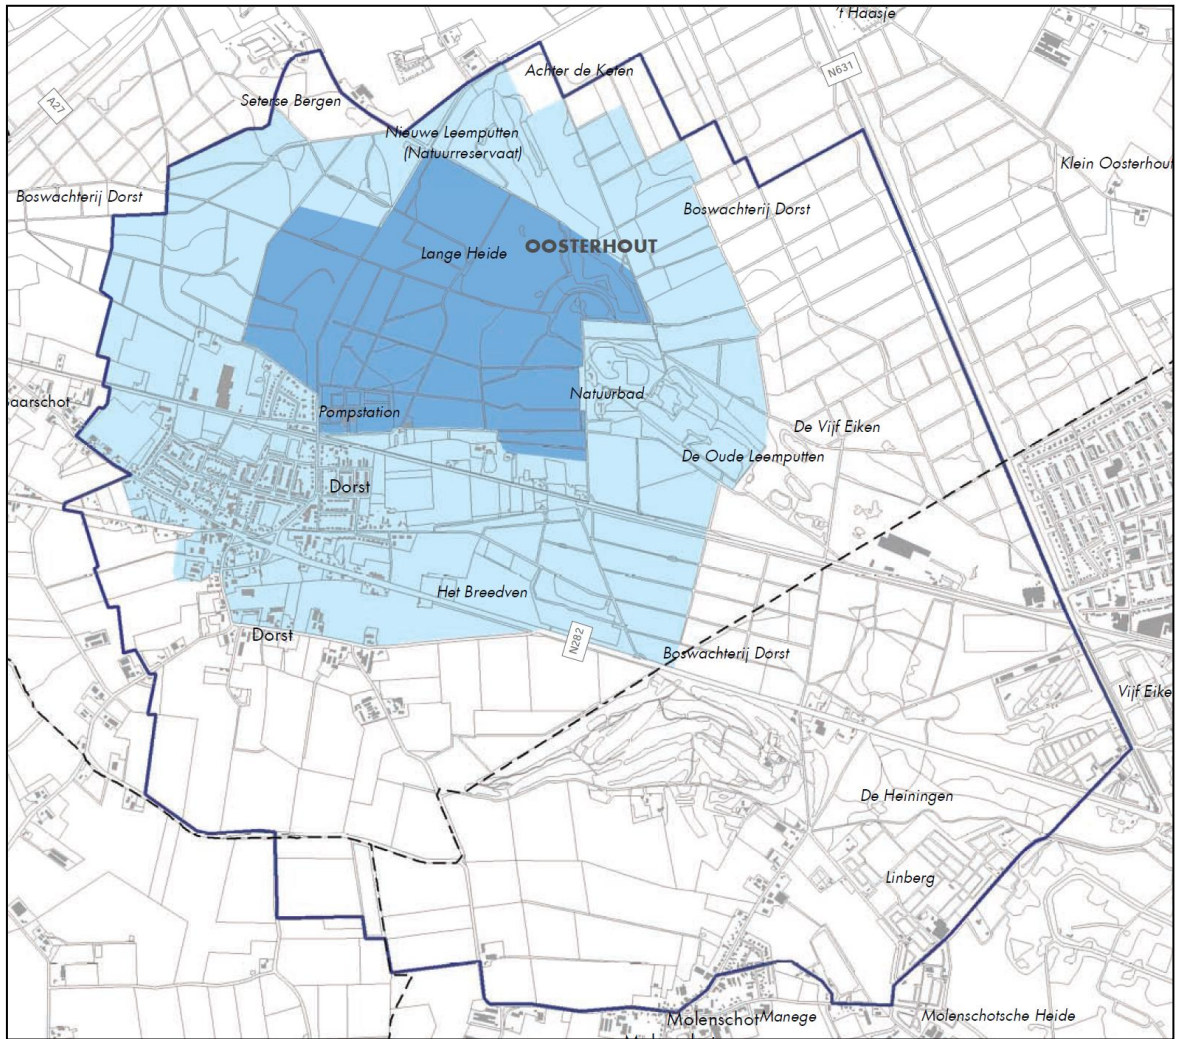 't Haasje
Achter de Keten
N631
A27
Seterse Bergen
Nieuwe Leemputten
(Natuurreservaat)
Klein Oosterhout
Boswachterij Dorst
Boswachterij Dorst
OOSTERHOUT
Lange Heide
Natuurbad
aarschot
Pompstation
De Vijf Eiken
De Oude Leemputten
Dorst
Het Breedven
Dorst
N282
Boswachterij Dorst
Vijf Eike
De Heiningen
Linberg
Molenschot
Manege
Molenschotsche Heide